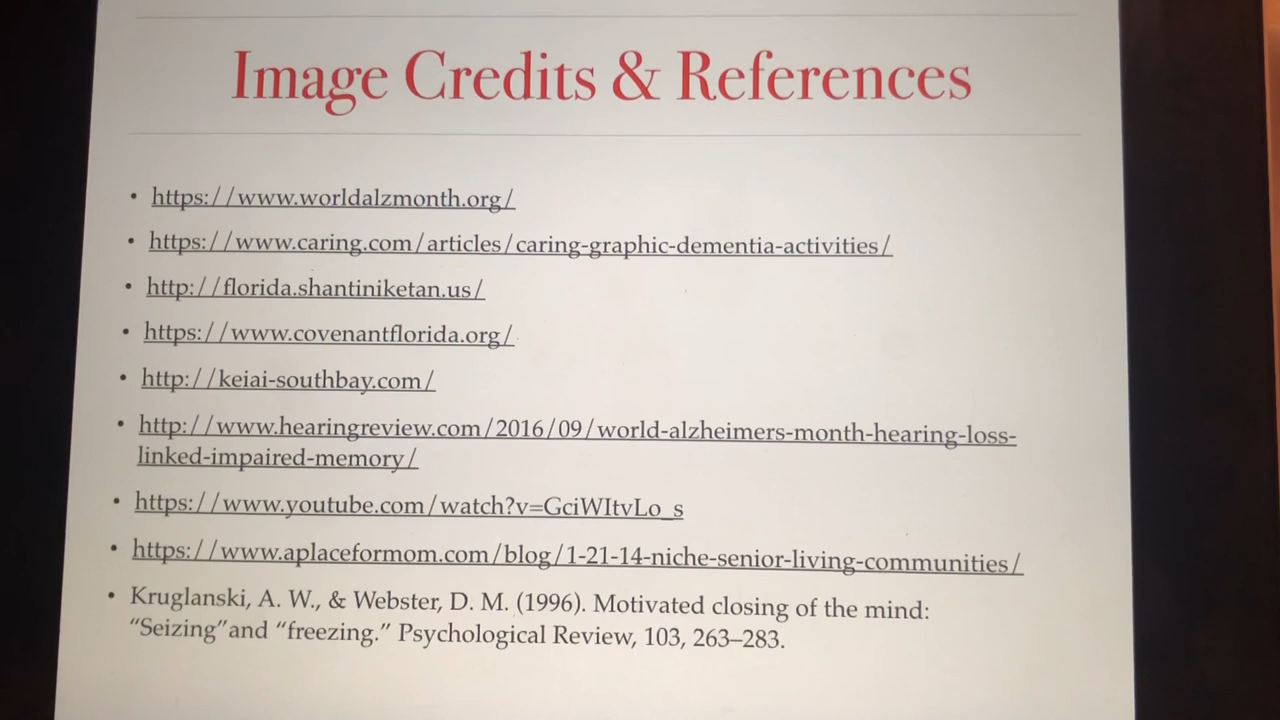 Image Credits & References
• https://www.worldalzmonth.org/
• https://www.caring.com/articles/caring-graphic-dementia-activities/
• http://florida.shantiniketan.us/
• https://www.covenantflorida.org/
• http://keiai-southbay.com/
• http://www.hearingreview.com/2016/09/world-alzheimers-month-hearing-loss-
linked-impaired-memory/
• https://www.youtube.com/watch?v=GciWItvLo_s
• https://www.aplaceformom.com/blog/1-21-14-niche-senior-living-communities/
• Kruglanski, A. W., & Webster, D. M. (1996). Motivated closing of the mind:
“Seizing”and “freezing.” Psychological Review, 103, 263–283.